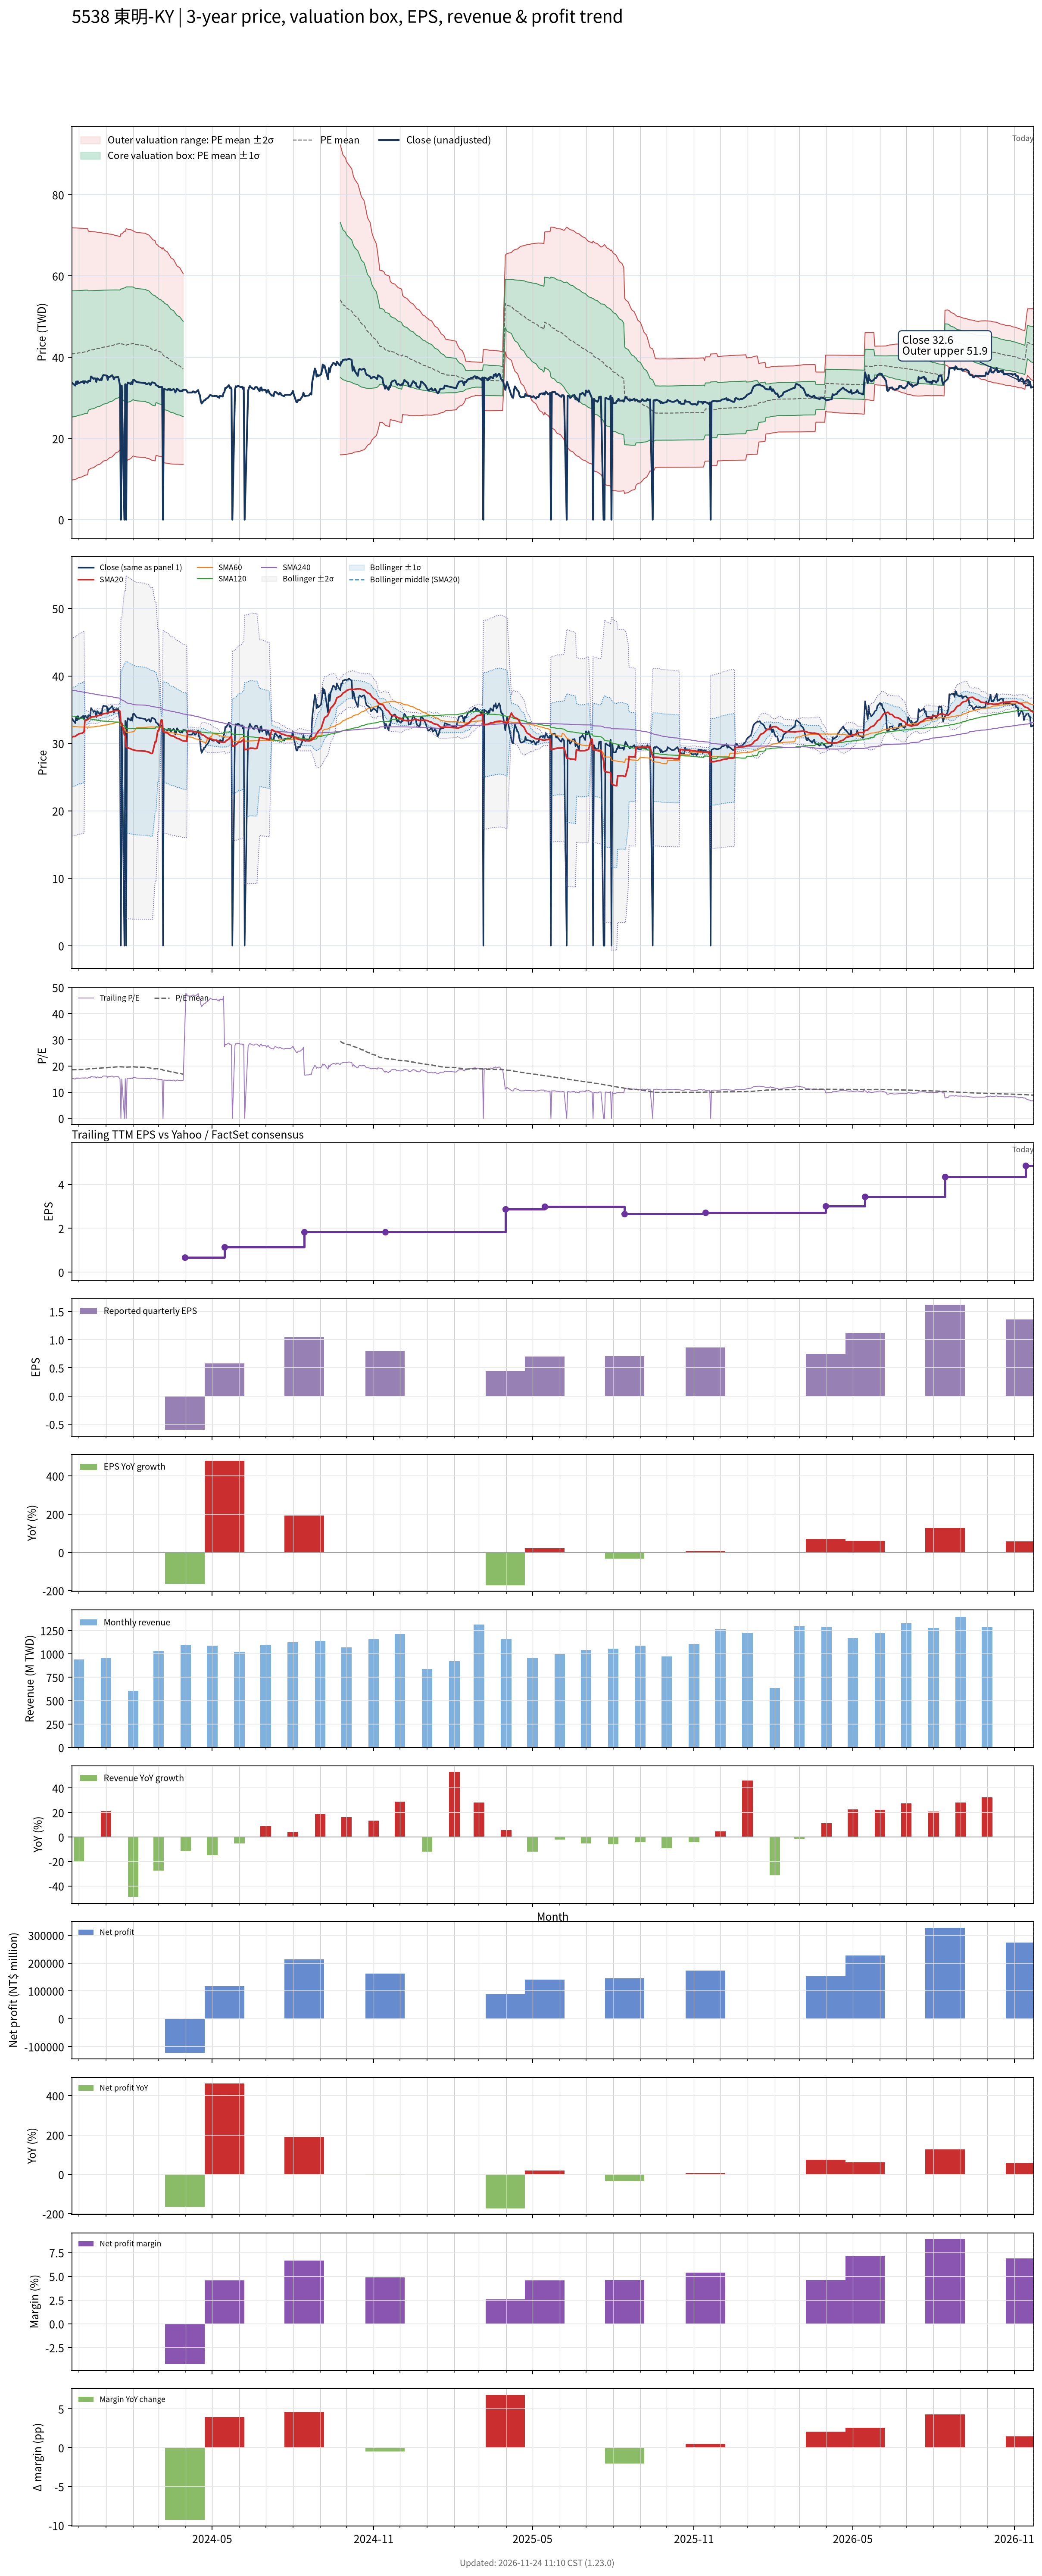 5538 東明-KY | 3-year price, valuation box, EPS, revenue & profit trend
Outer valuation range: PE mean ±2σ
Core valuation box: PE mean ±1σ
PE mean
Close (unadjusted)
Today
Price (TWD)
80
60
40
20
0
Close 32.6
Outer upper 51.9
Close (same as panel 1)
SMA20
SMA60
SMA120
SMA240
Bollinger ±2σ
Bollinger ±1σ
Bollinger middle (SMA20)
Price
50
40
30
20
10
0
Trailing P/E
P/E mean
P/E
50
40
30
20
10
0
Trailing TTM EPS vs Yahoo / FactSet consensus
Today
EPS
4
2
0
Reported quarterly EPS
EPS
1.5
1.0
0.5
0.0
-0.5
EPS YoY growth
YoY (%)
400
200
0
-200
Monthly revenue
Revenue (M TWD)
1250
1000
750
500
250
0
Revenue YoY growth
YoY (%)
40
20
0
-20
-40
Month
Net profit
Net profit (NT$ million)
300000
200000
100000
0
-100000
Net profit YoY
YoY (%)
400
200
0
-200
Net profit margin
Margin (%)
7.5
5.0
2.5
0.0
-2.5
Margin YoY change
Δ margin (pp)
5
0
-5
-10
2024-05
2024-11
2025-05
2025-11
2026-05
2026-11
Updated: 2026-11-24 11:10 CST (1.23.0)